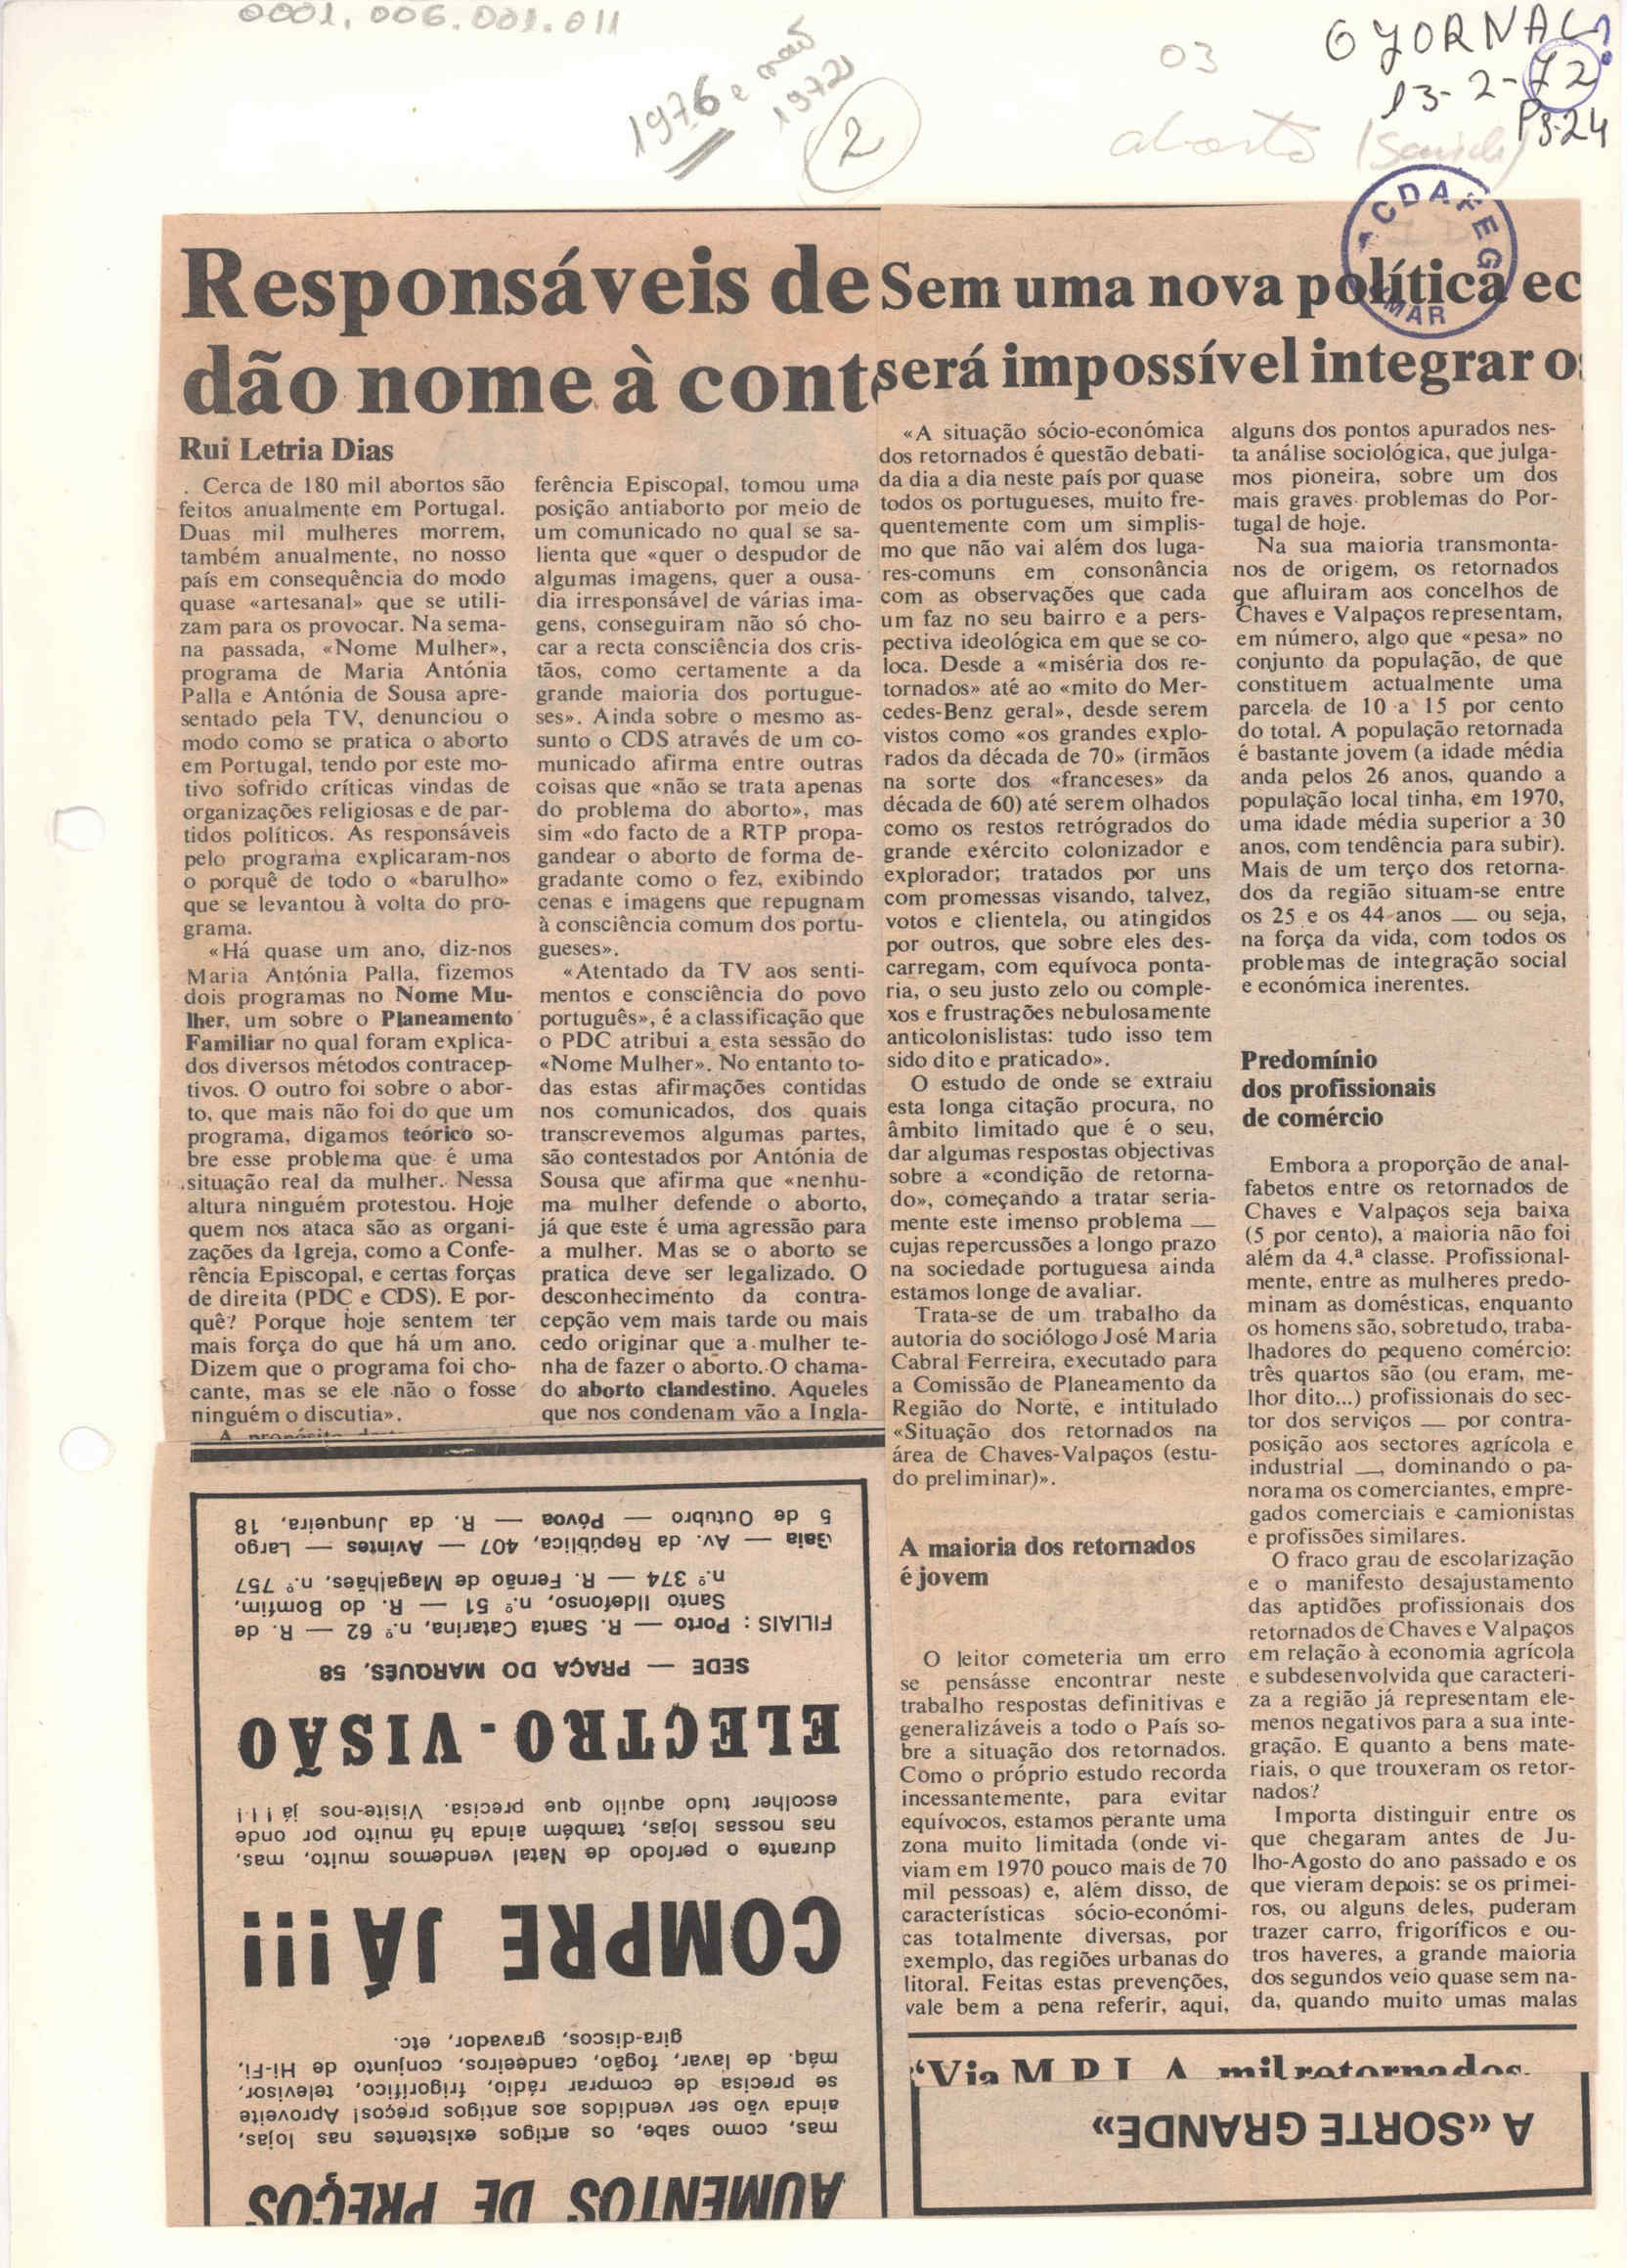 0001.006.001.011
1976 e não 1972
2
03
O JORNAL?
13-2-72
Pg.24
aborto
CDAFEG
MAR
Responsáveis de
dão nome à cont
Rui Letria Dias
Cerca de 180 mil abortos são
feitos anualmente em Portugal.
Duas mil mulheres morrem,
também anualmente, no nosso
país em consequência do modo
quase «artesanal» que se utili-
zam para os provocar. Na sema-
na passada, «Nome Mulher»,
programa de Maria Antónia
Palla e Antónia de Sousa apre-
sentado pela TV, denunciou o
modo como se pratica o aborto
em Portugal, tendo por este mo-
tivo sofrido críticas vindas de
organizações religiosas e de par-
tidos políticos. As responsáveis
pelo programa explicaram-nos
o porquê de todo o «barulho»
que se levantou à volta do pro-
grama.
«Há quase um ano, diz-nos
Maria Antónia Palla, fizemos
dois programas no Nome Mu-
lher, um sobre o Planeamento
Familiar no qual foram explica-
dos diversos métodos contracep-
tivos. O outro foi sobre o abor-
to, que mais não foi do que um
programa, digamos teórico so-
bre esse problema que é uma
situação real da mulher. Nessa
altura ninguém protestou. Hoje
quem nos ataca são as organi-
zações da Igreja, como a Confe-
rência Episcopal, e certas forças
de direita (PDC e CDS). E por-
quê? Porque hoje sentem ter
mais força do que há um ano.
Dizem que o programa foi cho-
cante, mas se ele não o fosse
ninguém o discutia».
A propósito
ferência Episcopal, tomou uma
posição antiaborto por meio de
um comunicado no qual se sa-
lienta que «quer o despudor de
algumas imagens, quer a ousa-
dia irresponsável de várias ima-
gens, conseguiram não só cho-
car a recta consciência dos cris-
tãos, como certamente a da
grande maioria dos portugue-
ses». Ainda sobre o mesmo as-
sunto o CDS através de um co-
municado afirma entre outras
coisas que «não se trata apenas
do problema do aborto», mas
sim «do facto de a RTP propa-
gandear o aborto de forma de-
gradante como o fez, exibindo
cenas e imagens que repugnam
à consciência comum dos portu-
gueses».
«Atentado da TV aos senti-
mentos e consciência do povo
português», é a classificação que
o PDC atribui a esta sessão do
«Nome Mulher». No entanto to-
das estas afirmações contidas
nos comunicados, dos quais
transcrevemos algumas partes,
são contestados por Antónia de
Sousa que afirma que «nenhu-
ma mulher defende o aborto,
já que este é uma agressão para
a mulher. Mas se o aborto se
pratica deve ser legalizado. O
desconhecimento da contra-
cepção vem mais tarde ou mais
cedo originar que a mulher te-
nha de fazer o aborto. O chama-
do aborto clandestino. Aqueles
que nos condenam vão a Ingla-
Sem uma nova política ec
será impossível integrar o
«A situação sócio-económica
dos retornados é questão debati-
da dia a dia neste país por quase
todos os portugueses, muito fre-
quentemente com um simplis-
mo que não vai além dos luga-
res-comuns em consonância
com as observações que cada
um faz no seu bairro e a pers-
pectiva ideológica em que se co-
loca. Desde a «miséria dos re-
tornados» até ao «mito do Mer-
cedes-Benz geral», desde serem
vistos como «os grandes explo-
rados da década de 70» (irmãos
na sorte dos «franceses» da
década de 60) até serem olhados
como os restos retrógrados do
grande exército colonizador e
explorador; tratados por uns
com promessas visando, talvez,
votos e clientela, ou atingidos
por outros, que sobre eles des-
carregam, com equívoca ponta-
ria, o seu justo zelo ou comple-
xos e frustrações nebulosamente
anticolonislistas: tudo isso tem
sido dito e praticado».
O estudo de onde se extraiu
esta longa citação procura, no
âmbito limitado que é o seu,
dar algumas respostas objectivas
sobre a «condição de retorna-
do», começando a tratar seria-
mente este imenso problema —
cujas repercussões a longo prazo
na sociedade portuguesa ainda
estamos longe de avaliar.
Trata-se de um trabalho da
autoria do sociólogo José Maria
Cabral Ferreira, executado para
a Comissão de Planeamento da
Região do Norte, e intitulado
«Situação dos retornados na
área de Chaves-Valpaços (estu-
do preliminar)».
A maioria dos retornados
é jovem
O leitor cometeria um erro
se pensásse encontrar neste
trabalho respostas definitivas e
generalizáveis a todo o País so-
bre a situação dos retornados.
Como o próprio estudo recorda
incessantemente, para evitar
equívocos, estamos perante uma
zona muito limitada (onde vi-
viam em 1970 pouco mais de 70
mil pessoas) e, além disso, de
características sócio-económi-
cas totalmente diversas, por
exemplo, das regiões urbanas do
litoral. Feitas estas prevenções,
vale bem a pena referir, aqui,
alguns dos pontos apurados nes-
ta análise sociológica, que julga-
mos pioneira, sobre um dos
mais graves problemas do Por-
tugal de hoje.
Na sua maioria transmonta-
nos de origem, os retornados
que afluiram aos concelhos de
Chaves e Valpaços representam,
em número, algo que «pesa» no
conjunto da população, de que
constituem actualmente uma
parcela de 10 a 15 por cento
do total. A população retornada
é bastante jovem (a idade média
anda pelos 26 anos, quando a
população local tinha, em 1970,
uma idade média superior a 30
anos, com tendência para subir).
Mais de um terço dos retorna-
dos da região situam-se entre
os 25 e os 44 anos — ou seja,
na força da vida, com todos os
problemas de integração social
e económica inerentes.
Predomínio
dos profissionais
de comércio
Embora a proporção de anal-
fabetos entre os retornados de
Chaves e Valpaços seja baixa
(5 por cento), a maioria não foi
além da 4.ª classe. Profissional-
mente, entre as mulheres predo-
minam as domésticas, enquanto
os homens são, sobretudo, traba-
lhadores do pequeno comércio:
três quartos são (ou eram, me-
lhor dito...) profissionais do sec-
tor dos serviços — por contra-
posição aos sectores agrícola e
industrial —, dominando o pa-
norama os comerciantes, empre-
gados comerciais e camionistas
e profissões similares.
O fraco grau de escolarização
e o manifesto desajustamento
das aptidões profissionais dos
retornados de Chaves e Valpaços
em relação à economia agrícola
e subdesenvolvida que caracteri-
za a região já representam ele-
menos negativos para a sua inte-
gração. E quanto a bens mate-
riais, o que trouxeram os retor-
nados?
Importa distinguir entre os
que chegaram antes de Ju-
lho-Agosto do ano passado e os
que vieram depois: se os primei-
ros, ou alguns deles, puderam
trazer carro, frigoríficos e ou-
tros haveres, a grande maioria
dos segundos veio quase sem na-
da, quando muito umas malas
"Via M P L A mil retornados
A «SORTE GRANDE»
AUMENTOS DE PREÇOS
mas, como sabe, os artigos existentes nas lojas,
ainda vão ser vendidos aos antigos preços! Aproveite
se precisa de comprar rádio, frigorífico, televisor,
máq. de lavar, fogão, candeeiros, conjunto de Hi-Fi,
gira-discos, gravador, etc.
COMPRE JÁ!!!
durante o período de Natal vendemos muito, mas,
nas nossas lojas, também ainda há muito por onde
escolher tudo aquilo que precisa. Visite-nos já!!!
ELECTRO-VISÃO
SEDE — PRAÇA DO MARQUÊS, 58
FILIAIS: Porto — R. Santa Catarina, n.º 62 — R. de
Santo Ildefonso, n.º 51 — R. do Bomfim,
n.º 374 — R. Fernão de Magalhães, n.º 757
Gaia — Av. da República, 407 — Avintes — Largo
5 de Outubro — Póvoa — R. da Junqueira, 18